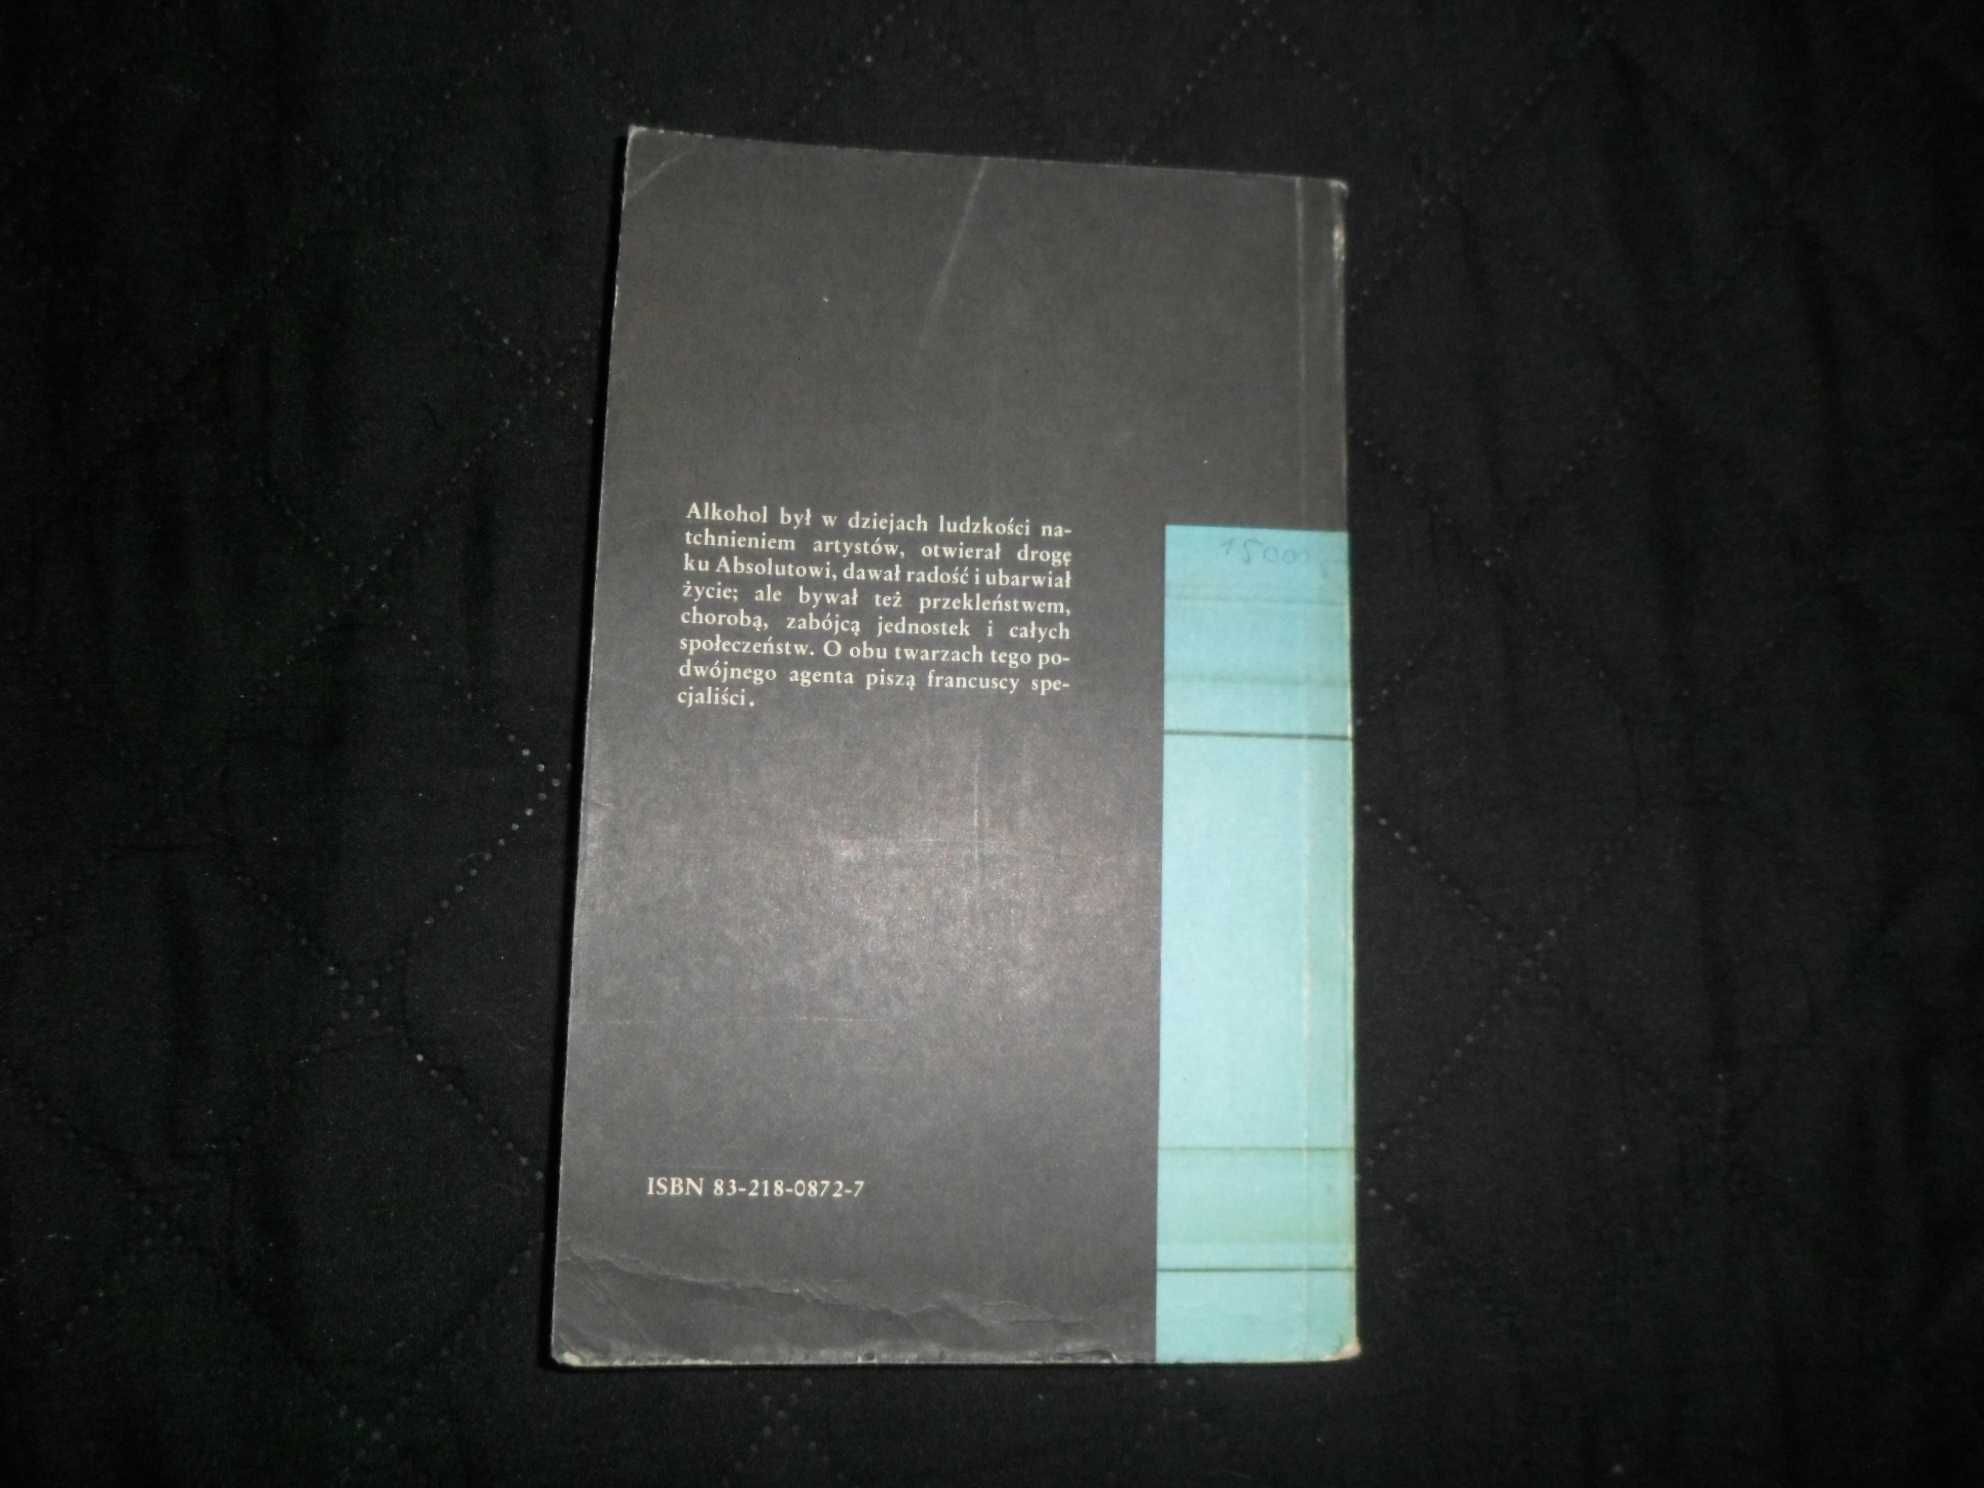 Alkohol był w dziejach ludzkości na-
tchnieniem artystów, otwierał drogę
ku Absolutowi, dawał radość i ubarwiał
życie; ale bywał też przekleństwem,
chorobą, zabójcą jednostek i całych
społeczeństw. O obu twarzach tego po-
dwójnego agenta piszą francuscy spe-
cjaliści.
ISBN 83-218-0872-7